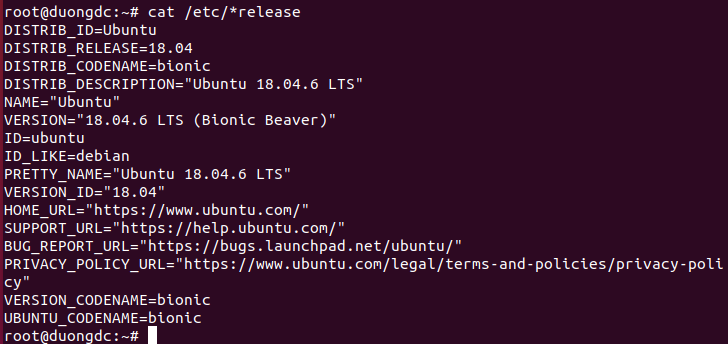 root@duongdc:~# cat /etc/*release
DISTRIB_ID=Ubuntu
DISTRIB_RELEASE=18.04
DISTRIB_CODENAME=bionic
DISTRIB_DESCRIPTION="Ubuntu 18.04.6 LTS"
NAME="Ubuntu"
VERSION="18.04.6 LTS (Bionic Beaver)"
ID=ubuntu
ID_LIKE=debian
PRETTY_NAME="Ubuntu 18.04.6 LTS"
VERSION_ID="18.04"
HOME_URL="https://www.ubuntu.com/"
SUPPORT_URL="https://help.ubuntu.com/"
BUG_REPORT_URL="https://bugs.launchpad.net/ubuntu/"
PRIVACY_POLICY_URL="https://www.ubuntu.com/legal/terms-and-policies/privacy-poli
cy"
VERSION_CODENAME=bionic
UBUNTU_CODENAME=bionic
root@duongdc:~#